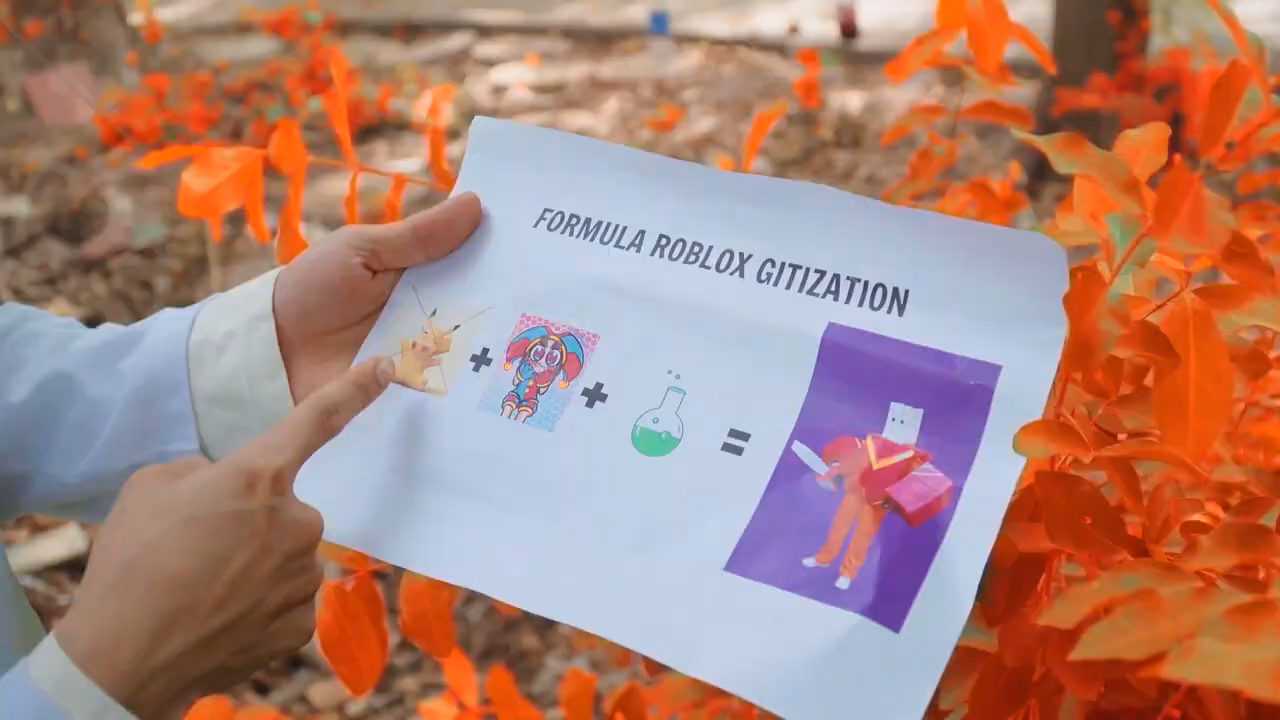 FORMULA ROBLOX GITIZATION
+ + =